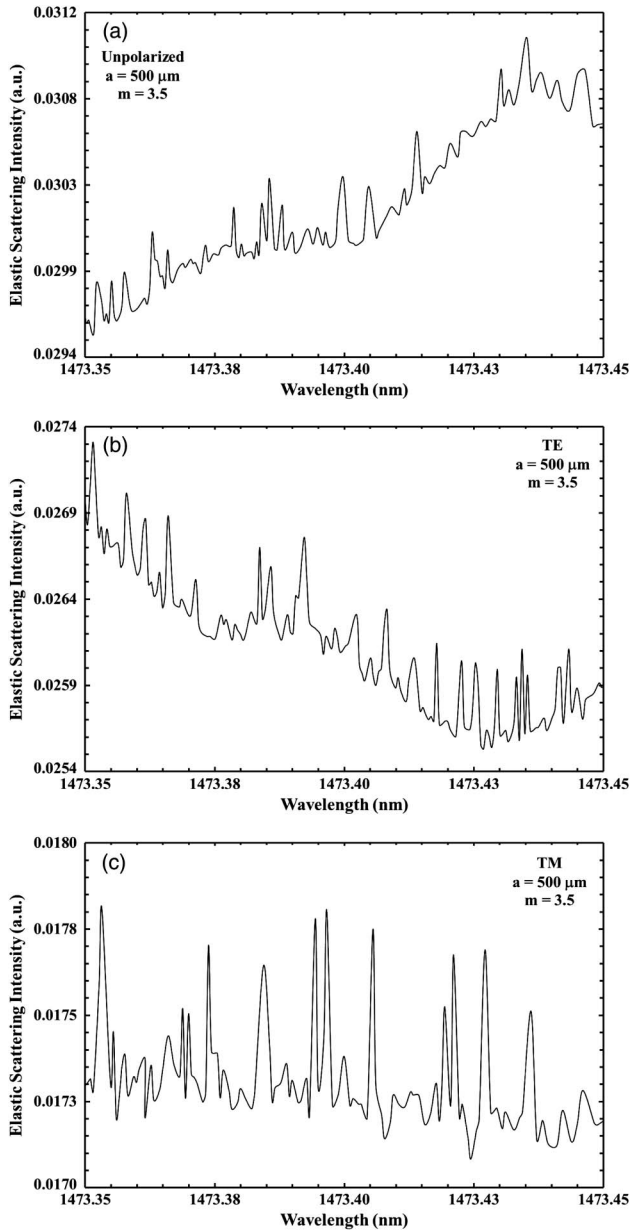 (a)
Unpolarized
a = 500 μm
m = 3.5
Elastic Scattering Intensity (a.u.)
0.0312
0.0308
0.0303
0.0299
0.0294
1473.35 1473.38 1473.40 1473.43 1473.45
Wavelength (nm)
(b)
TE
a = 500 μm
m = 3.5
Elastic Scattering Intensity (a.u.)
0.0274
0.0269
0.0264
0.0259
0.0254
1473.35 1473.38 1473.40 1473.43 1473.45
Wavelength (nm)
(c)
TM
a = 500 μm
m = 3.5
Elastic Scattering Intensity (a.u.)
0.0180
0.0178
0.0175
0.0173
0.0170
1473.35 1473.38 1473.40 1473.43 1473.45
Wavelength (nm)